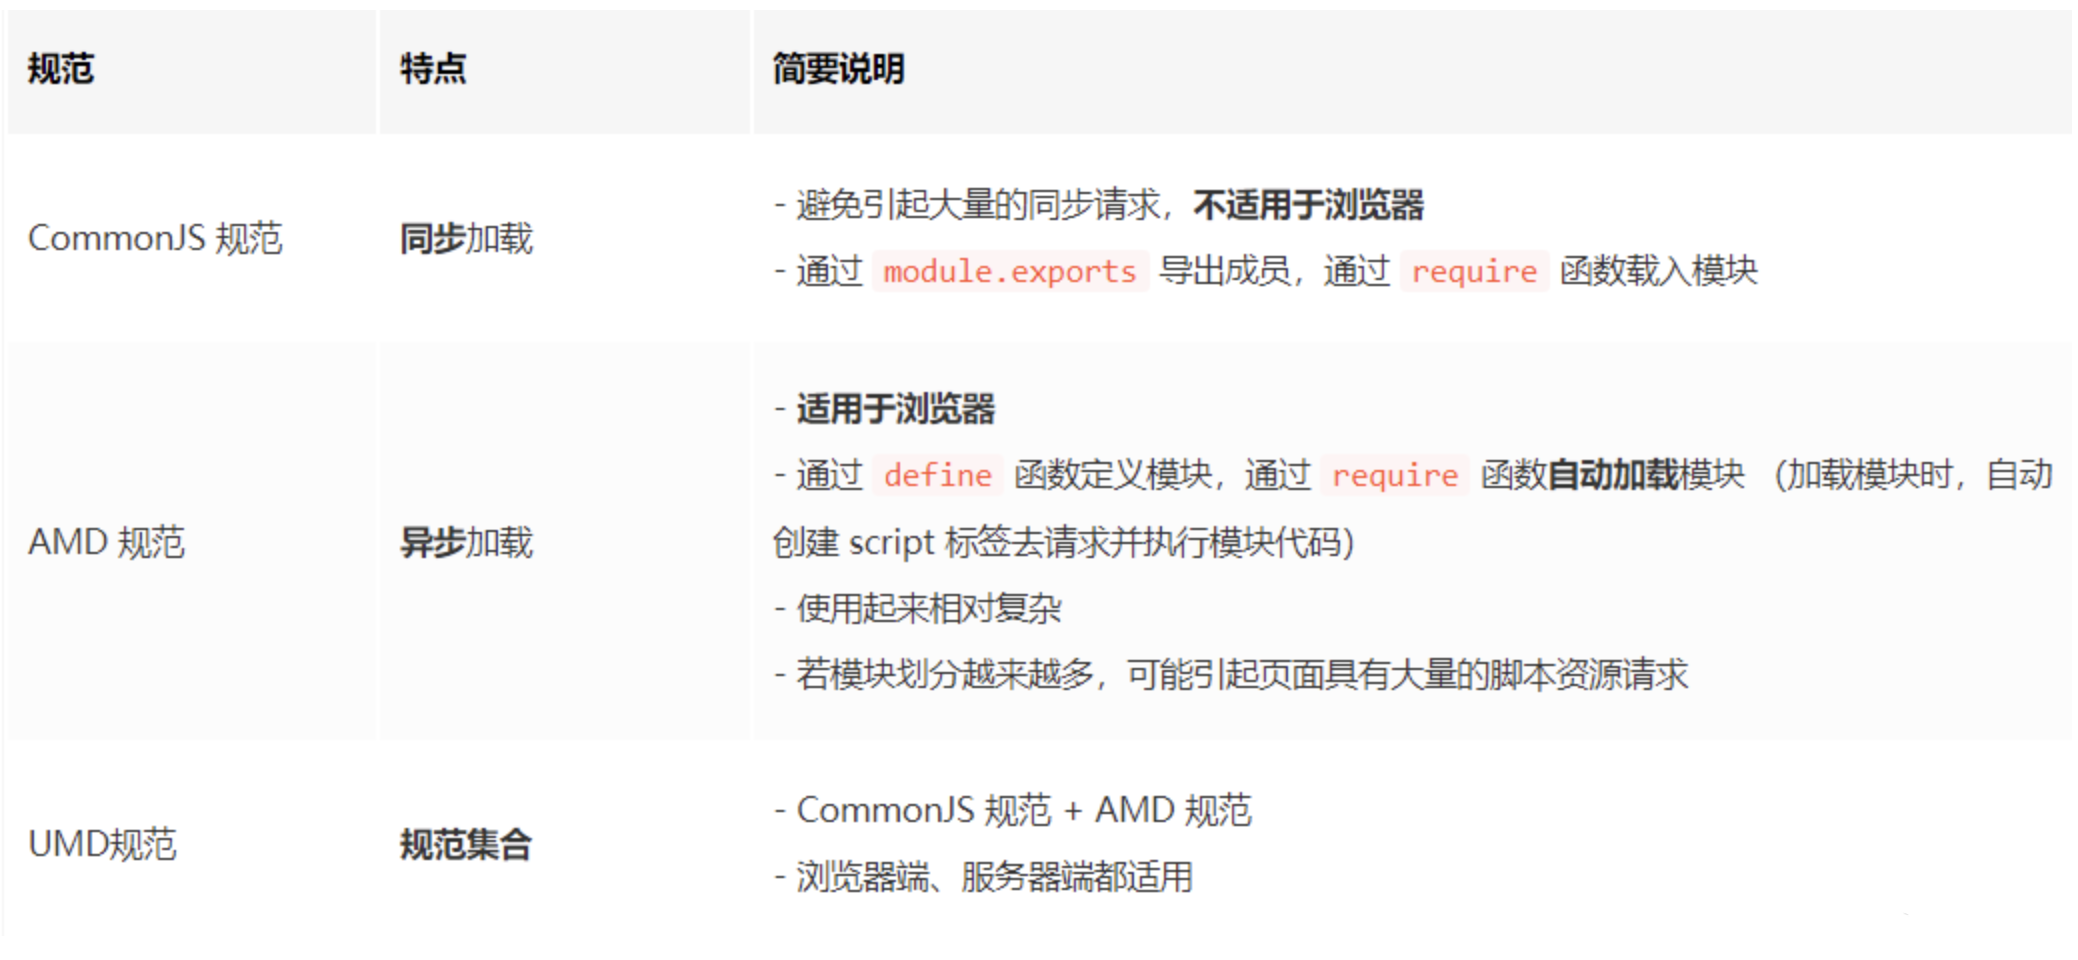 规范 特点 简要说明
- 避免引起大量的同步请求，不适用于浏览器
CommonJS 规范 同步加载
- 通过 module.exports 导出成员，通过 require 函数载入模块
- 适用于浏览器
- 通过 define 函数定义模块，通过 require 函数自动加载模块 （加载模块时，自动
AMD 规范 异步加载 创建 script 标签去请求并执行模块代码）
- 使用起来相对复杂
- 若模块划分越来越多，可能引起页面具有大量的脚本资源请求
- CommonJS 规范 + AMD 规范
UMD规范 规范集合
- 浏览器端、服务器端都适用